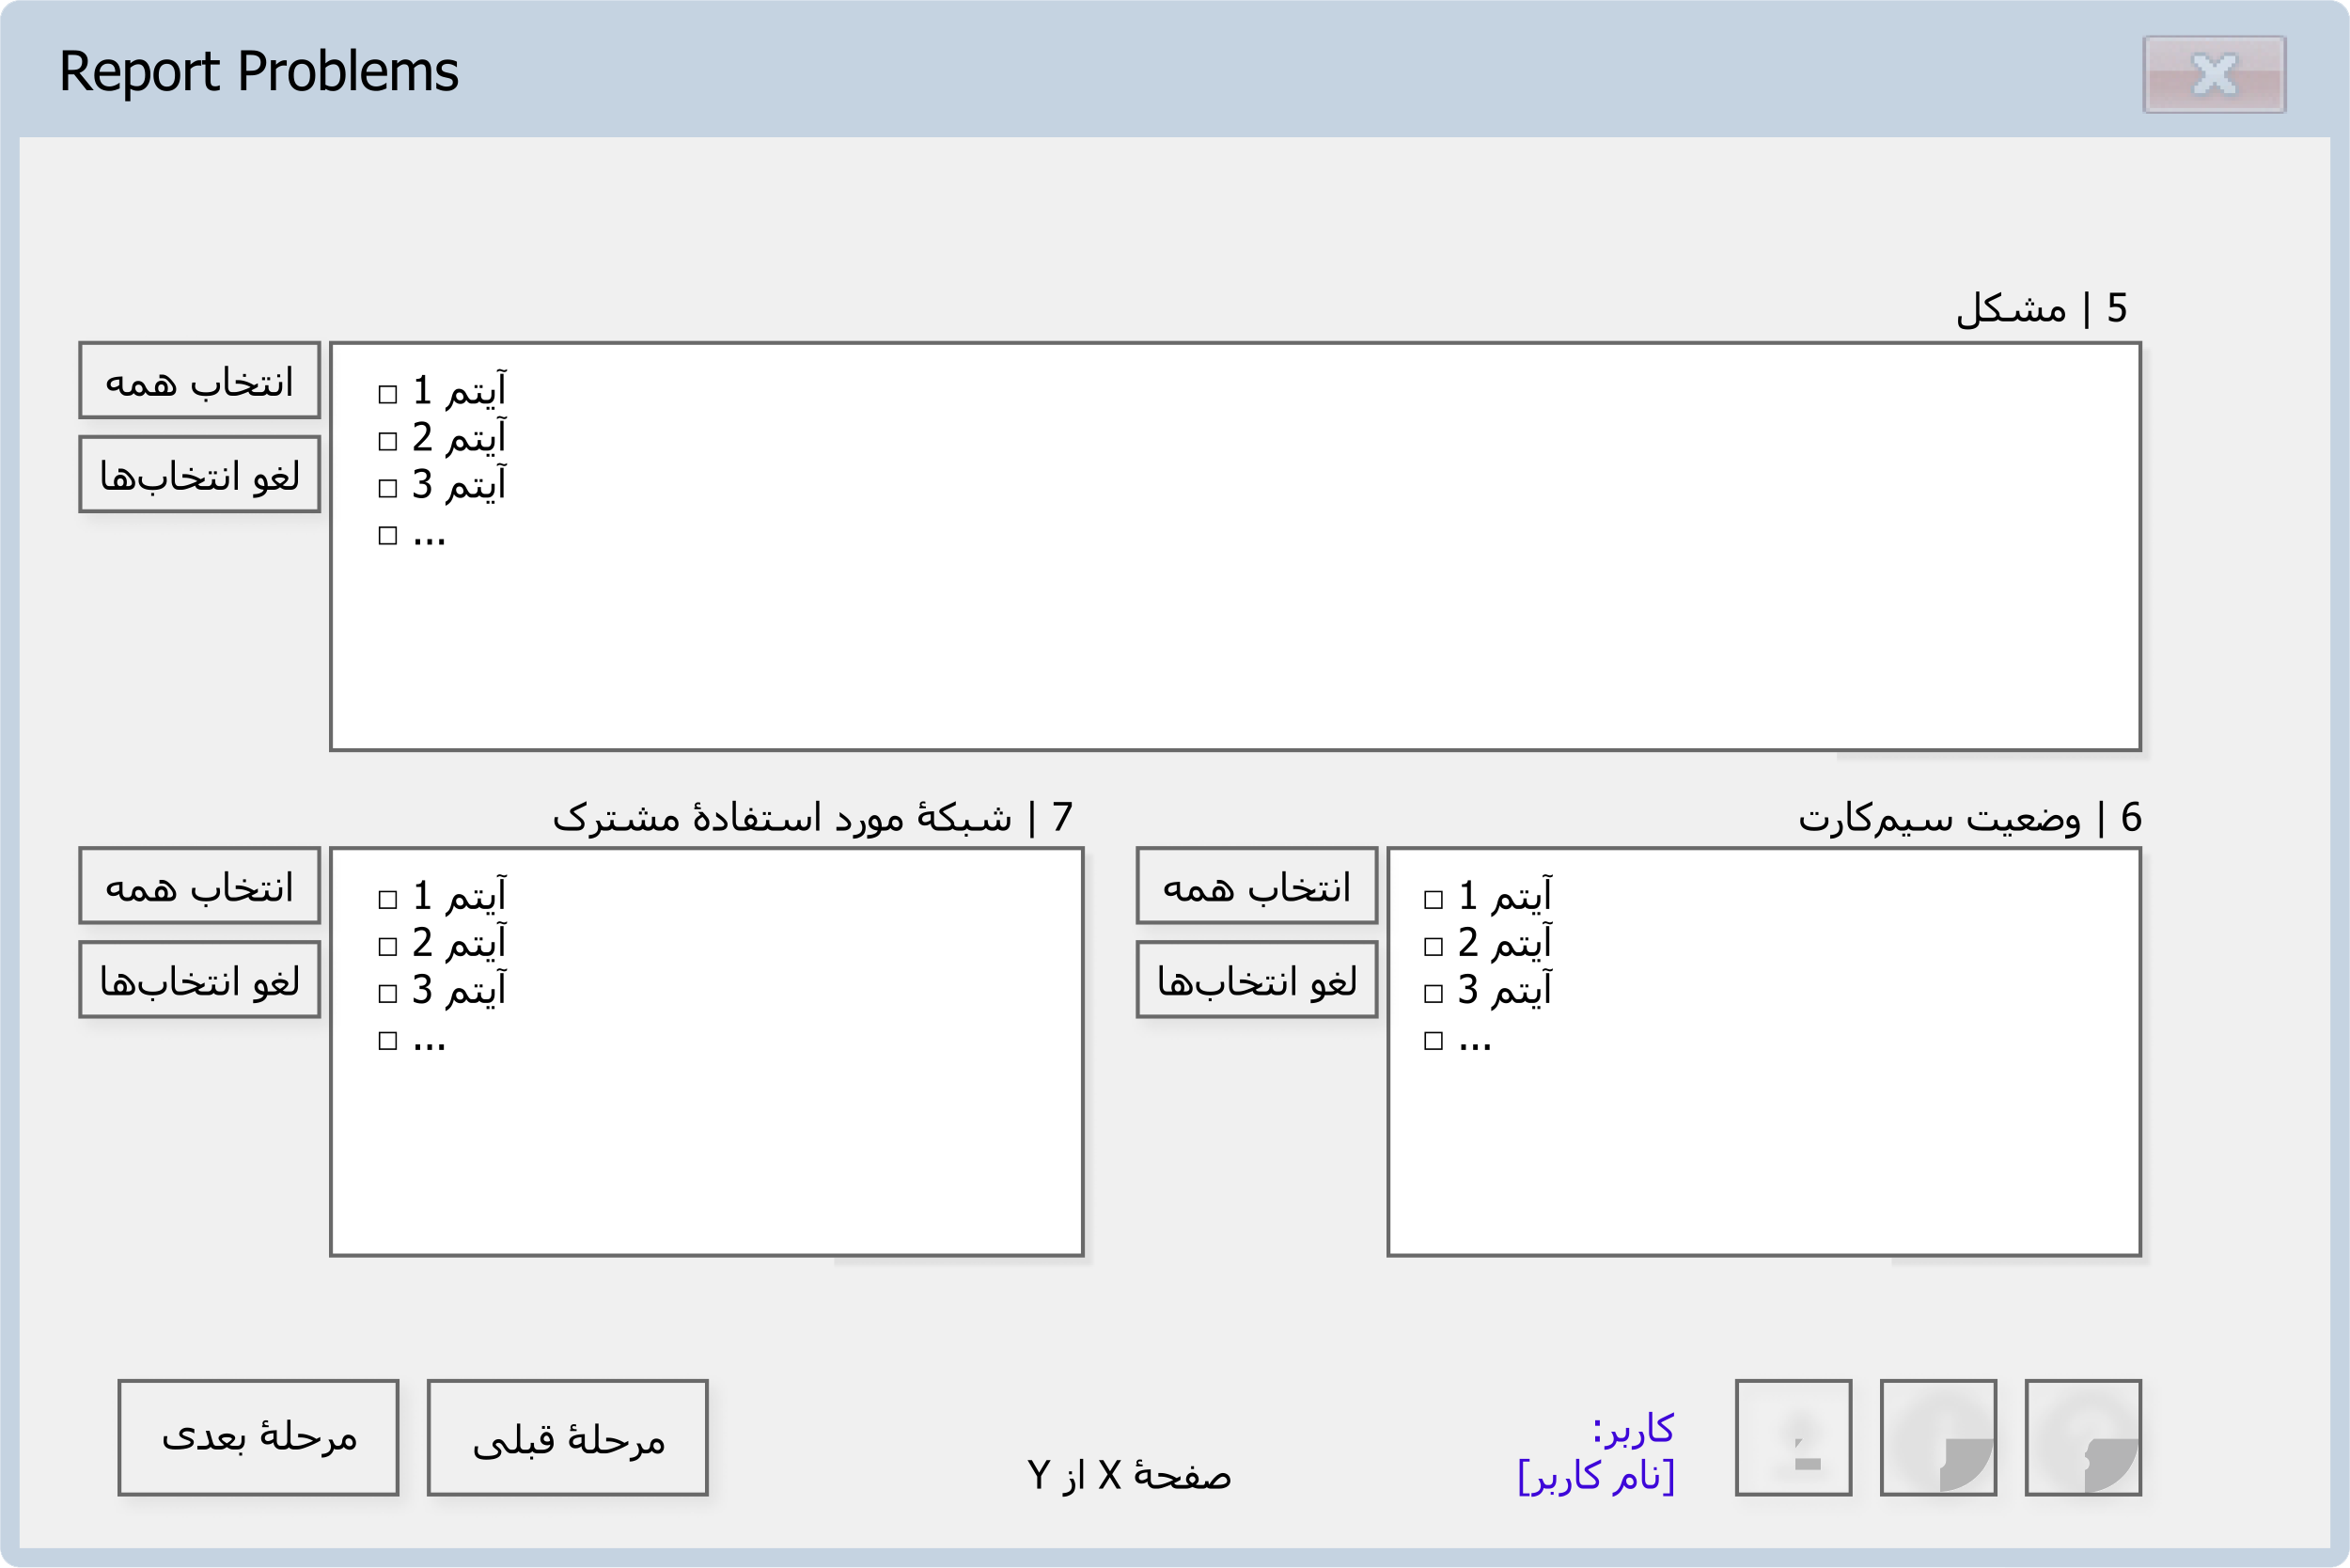 Report Problems
5 | مشکل
انتخاب همه
لغو انتخاب‌ها
1 آیتم
2 آیتم
3 آیتم
...
6 | وضعیت سیم‌کارت
انتخاب همه
لغو انتخاب‌ها
1 آیتم
2 آیتم
3 آیتم
...
7 | شبکهٔ مورد استفادهٔ مشترک
انتخاب همه
لغو انتخاب‌ها
1 آیتم
2 آیتم
3 آیتم
...
کاربر:
[نام کاربر]
صفحهٔ X از Y
مرحلهٔ قبلی
مرحلهٔ بعدی